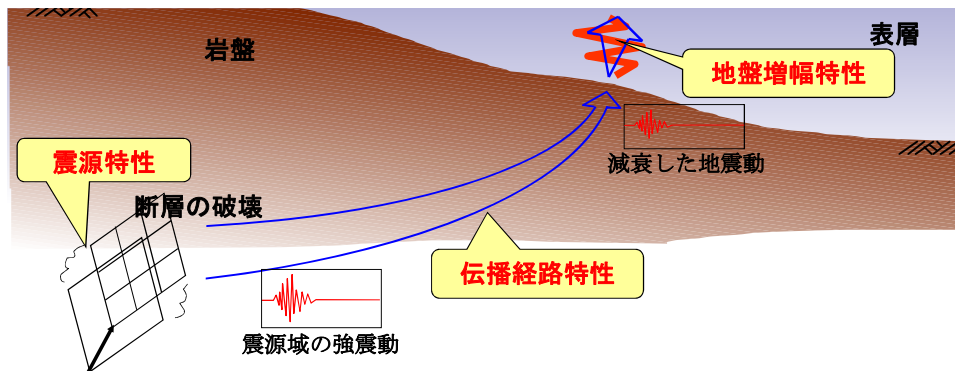 岩盤
表層
地盤増幅特性
震源特性
減衰した地震動
断層の破壊
伝播経路特性
震源域の強震動